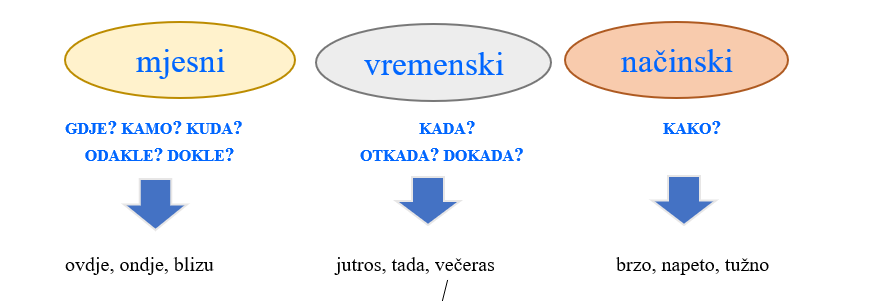 mjesni
vremenski
načinski
GDJE? KAMO? KUDA?
ODAKLE? DOKLE?
KADA?
OTKADA? DOKADA?
KAKO?
ovdje, ondje, blizu
jutros, tada, večeras
brzo, napeto, tužno